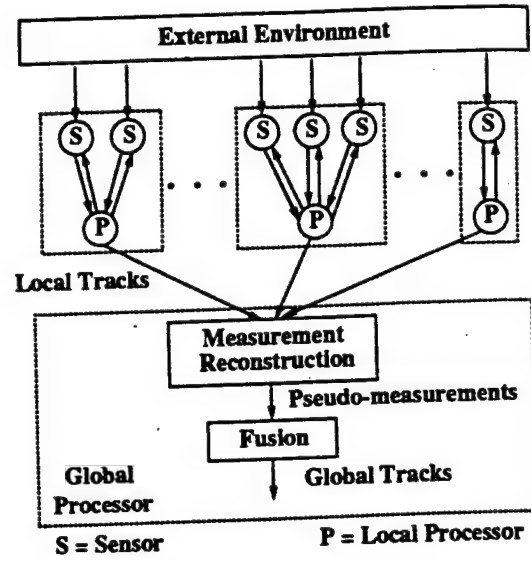 External Environment
S S S S S S
P P P
Local Tracks
Measurement
Reconstruction
Pseudo-measurements
Fusion
Global Tracks
Global
Processor
S = Sensor P = Local Processor